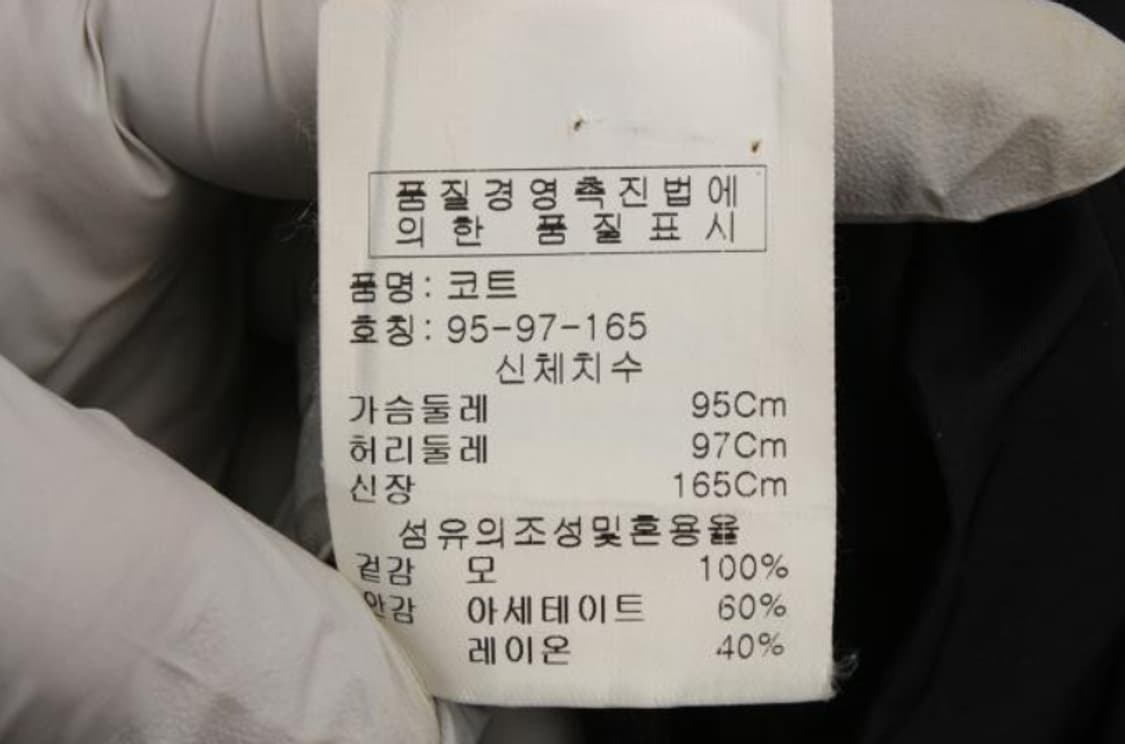 품질경영촉진법에
의한 품질표시
품명: 코트
호칭: 95-97-165
신체치수
가슴둘레 95Cm
허리둘레 97Cm
신장 165Cm
섬유의조성및혼용율
겉감 모 100%
안감 아세테이트 60%
레이온 40%